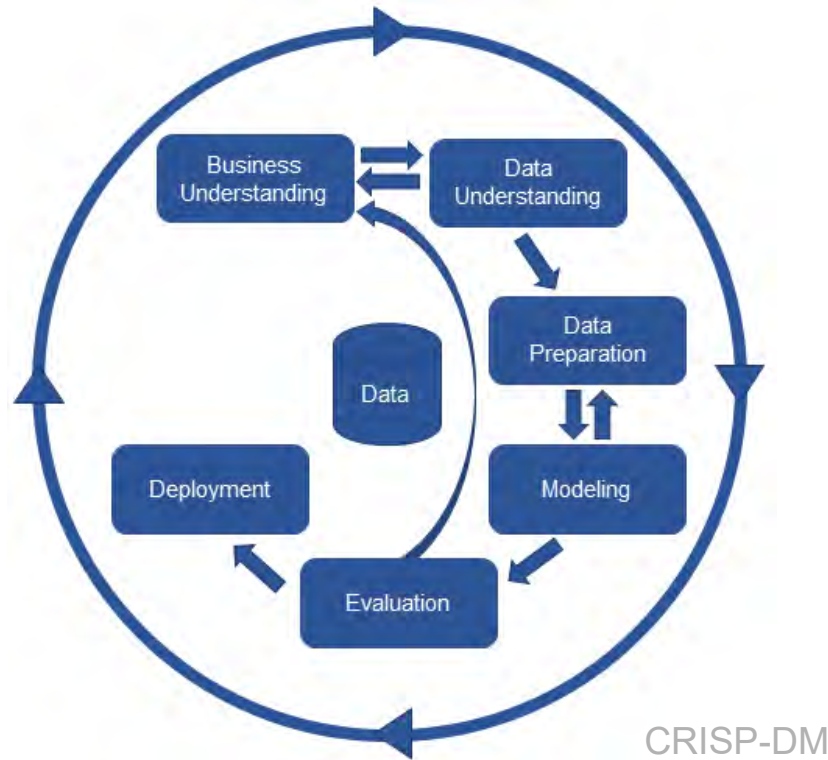 Business
Understanding
Data
Understanding
Data
Preparation
Data
Deployment
Modeling
Evaluation
CRISP-DM